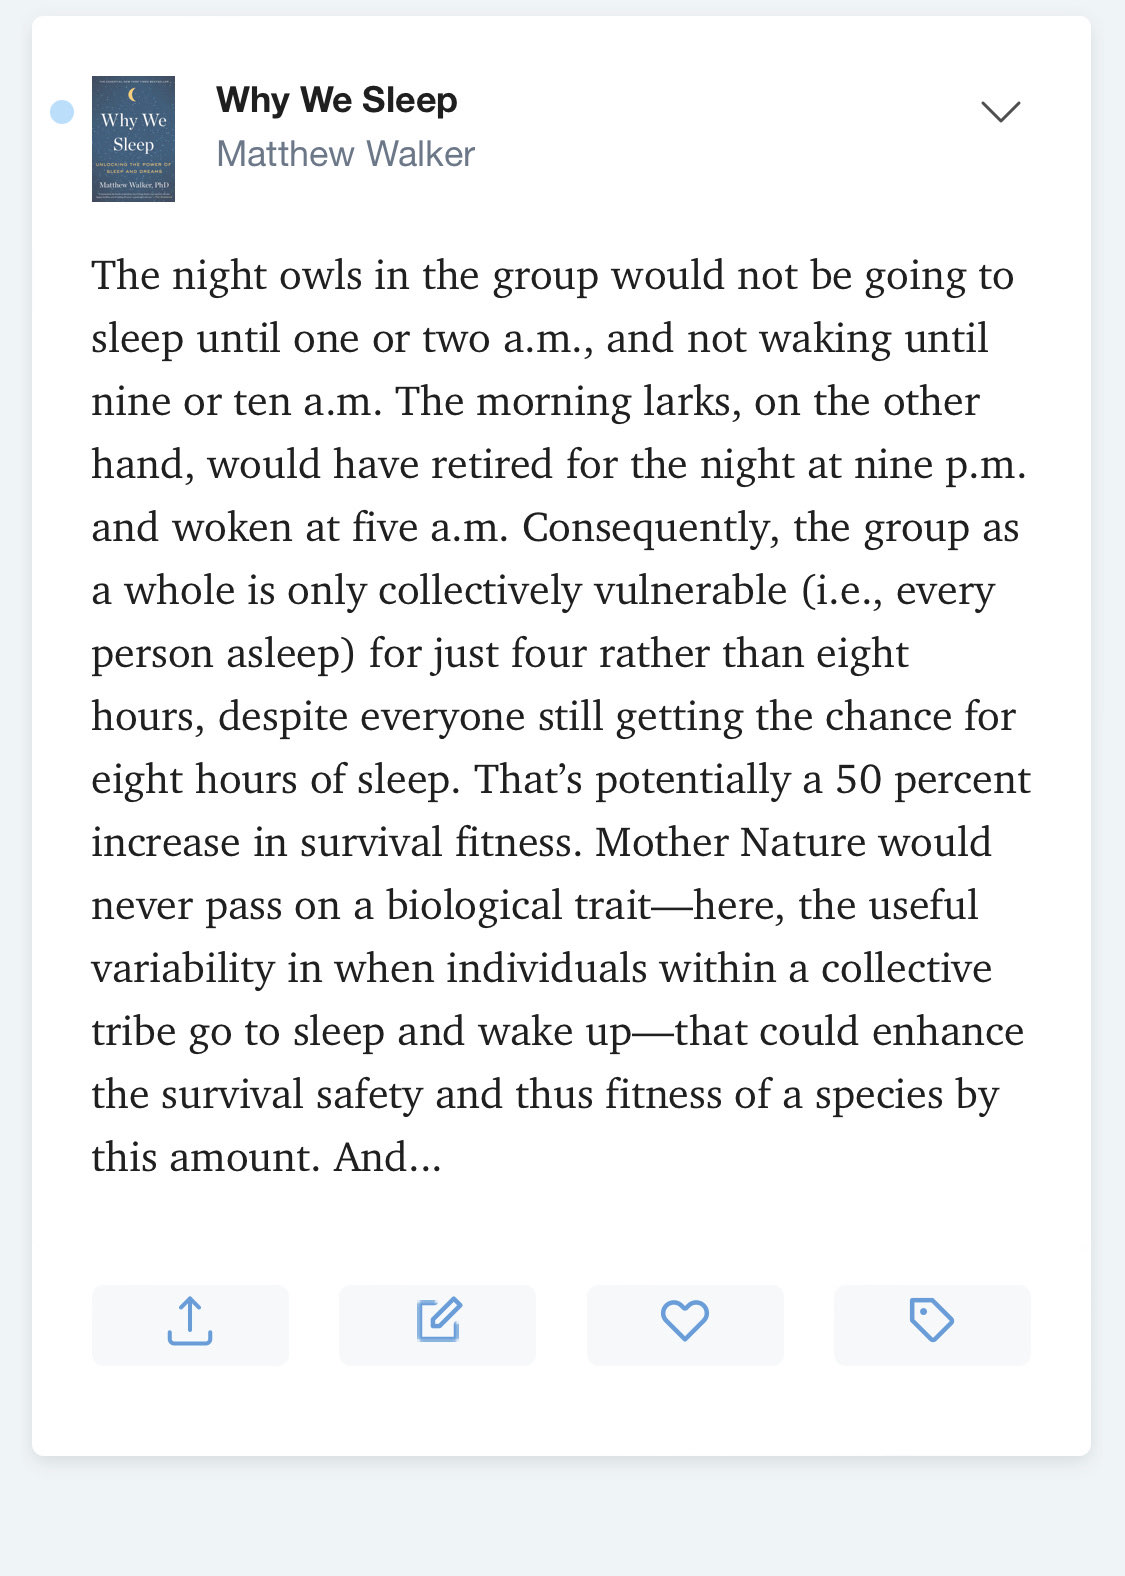 Why We
Sleep
UNLOCKING THE POWER OF
SLEEP AND DREAMS
Matthew Walker, PhD
Why We Sleep
Matthew Walker
The night owls in the group would not be going to
sleep until one or two a.m., and not waking until
nine or ten a.m. The morning larks, on the other
hand, would have retired for the night at nine p.m.
and woken at five a.m. Consequently, the group as
a whole is only collectively vulnerable (i.e., every
person asleep) for just four rather than eight
hours, despite everyone still getting the chance for
eight hours of sleep. That’s potentially a 50 percent
increase in survival fitness. Mother Nature would
never pass on a biological trait—here, the useful
variability in when individuals within a collective
tribe go to sleep and wake up—that could enhance
the survival safety and thus fitness of a species by
this amount. And...